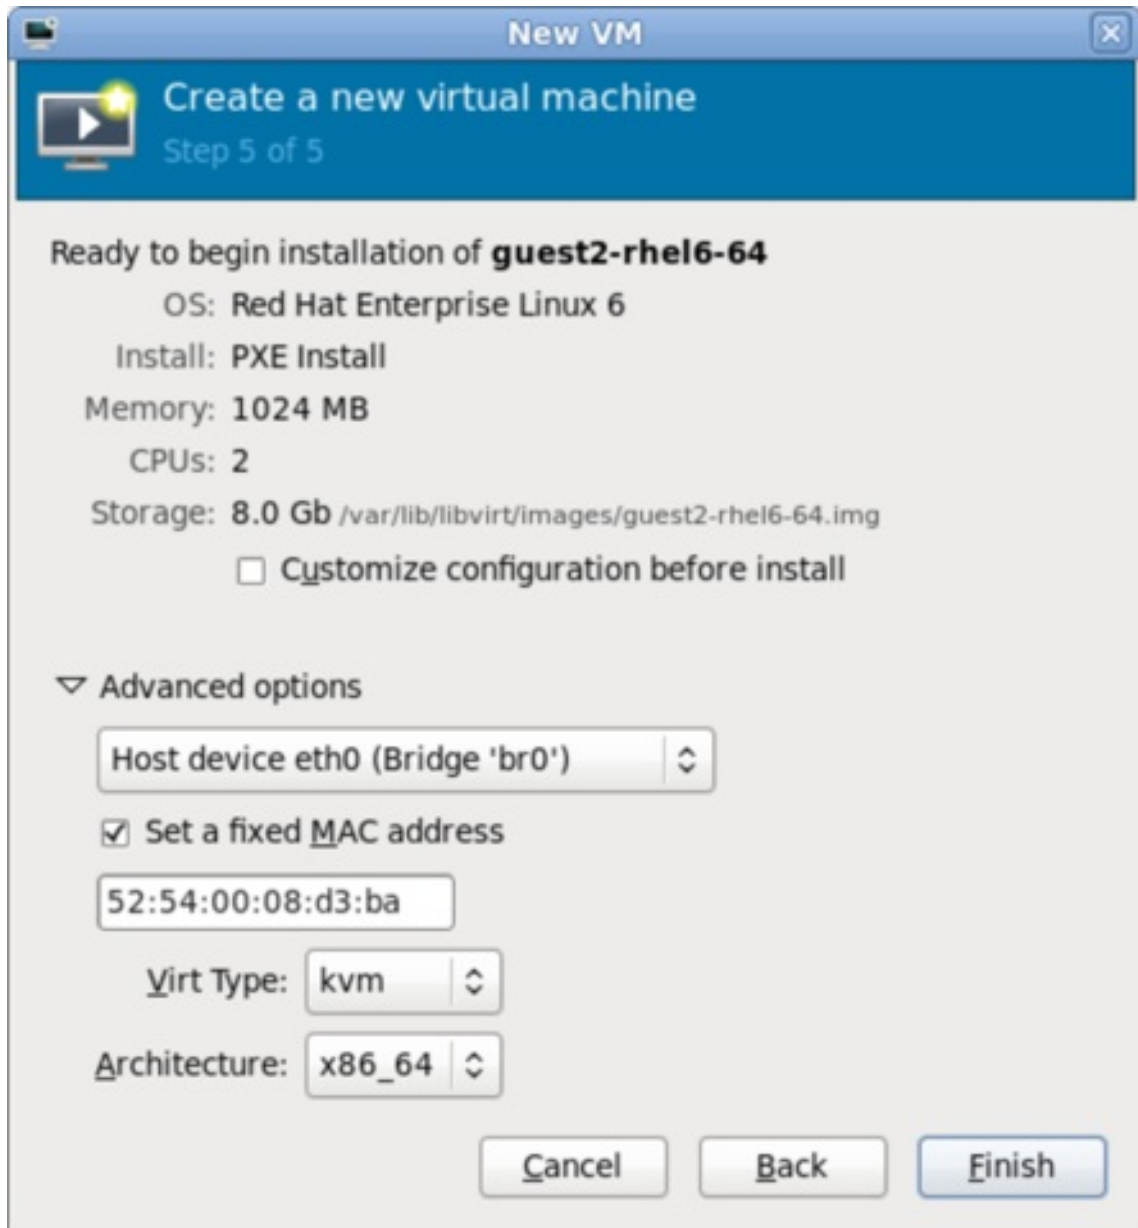 New VM
Create a new virtual machine
Step 5 of 5
Ready to begin installation of guest2-rhel6-64
OS: Red Hat Enterprise Linux 6
Install: PXE Install
Memory: 1024 MB
CPUs: 2
Storage: 8.0 Gb /var/lib/libvirt/images/guest2-rhel6-64.img
Customize configuration before install
Advanced options
Host device eth0 (Bridge 'br0')
Set a fixed MAC address
52:54:00:08:d3:ba
Virt Type: kvm
Architecture: x86_64
Cancel Back Finish